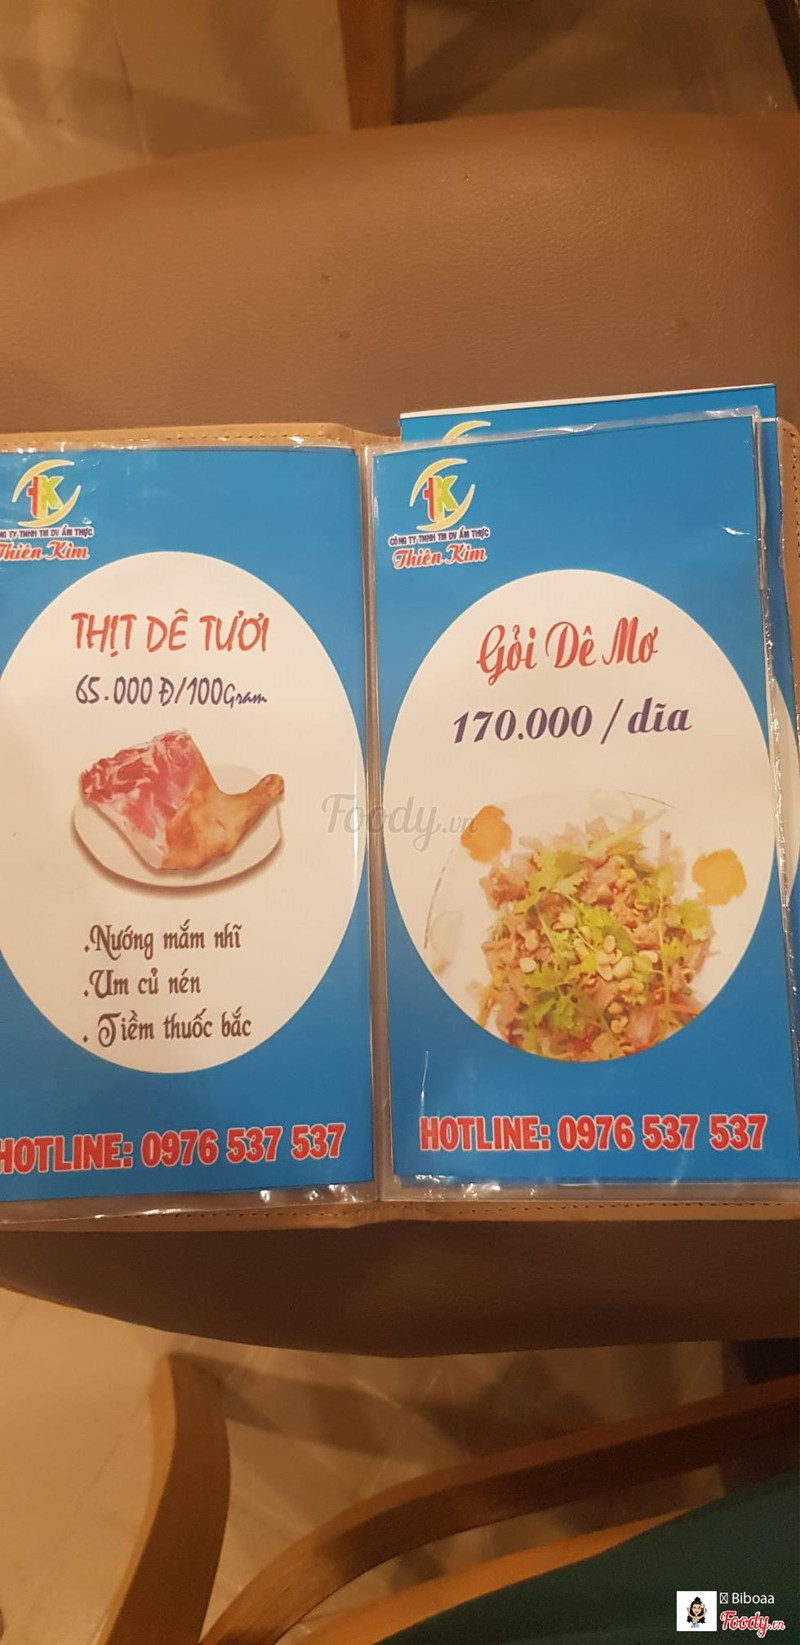 CÔNG TY TNHH TM DV ẨM THỰC
Thiên Kim
THỊT DÊ TƯƠI
65.000 Đ/100Gram
.Nướng mắm nhĩ
.Um củ nén
. Tiềm thuốc bắc
HOTLINE: 0976 537 537
TK
CÔNG TY TNHH TM DV ẨM THỰC
Thiên Kim
Gỏi Dê Mơ
170.000 /dĩa
HOTLINE: 0976 537 537
Foody.vn
Biboaa
Foody.vn